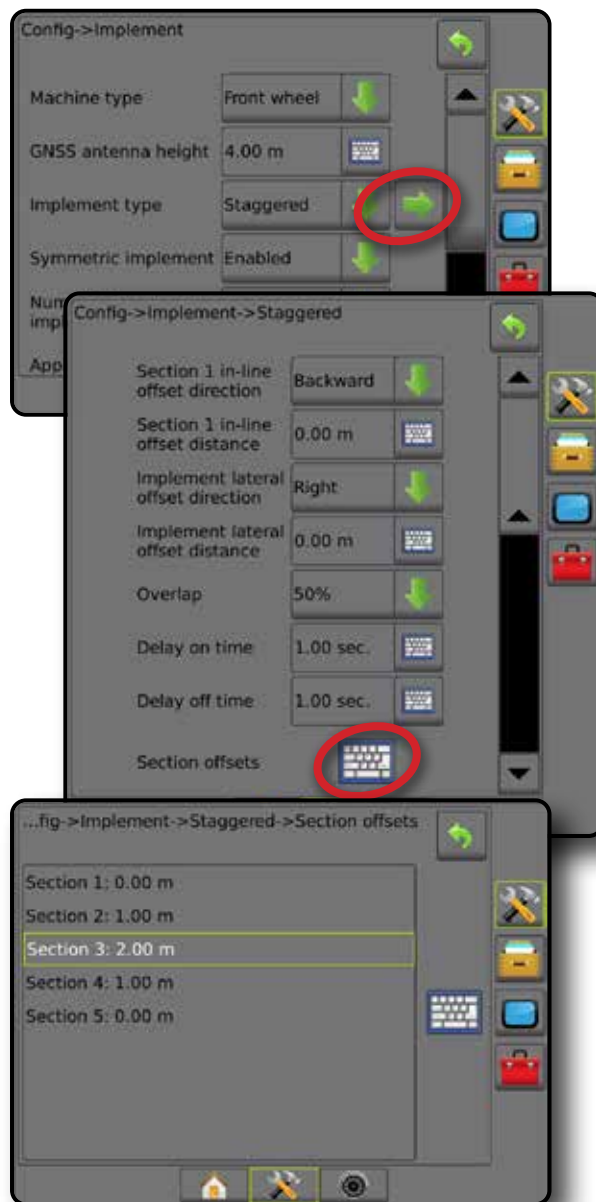 Config->Implement
Machine type Front wheel
GNSS antenna height 4.00 m
Implement type Staggered
Symmetric implement Enabled
Config->Implement->Staggered
Section 1 in-line
offset direction Backward
Section 1 in-line
offset distance 0.00 m
Implement lateral
offset direction Right
Implement lateral
offset distance 0.00 m
Overlap 50%
Delay on time 1.00 sec.
Delay off time 1.00 sec.
Section offsets
...fig->Implement->Staggered->Section offsets
Section 1: 0.00 m
Section 2: 1.00 m
Section 3: 2.00 m
Section 4: 1.00 m
Section 5: 0.00 m